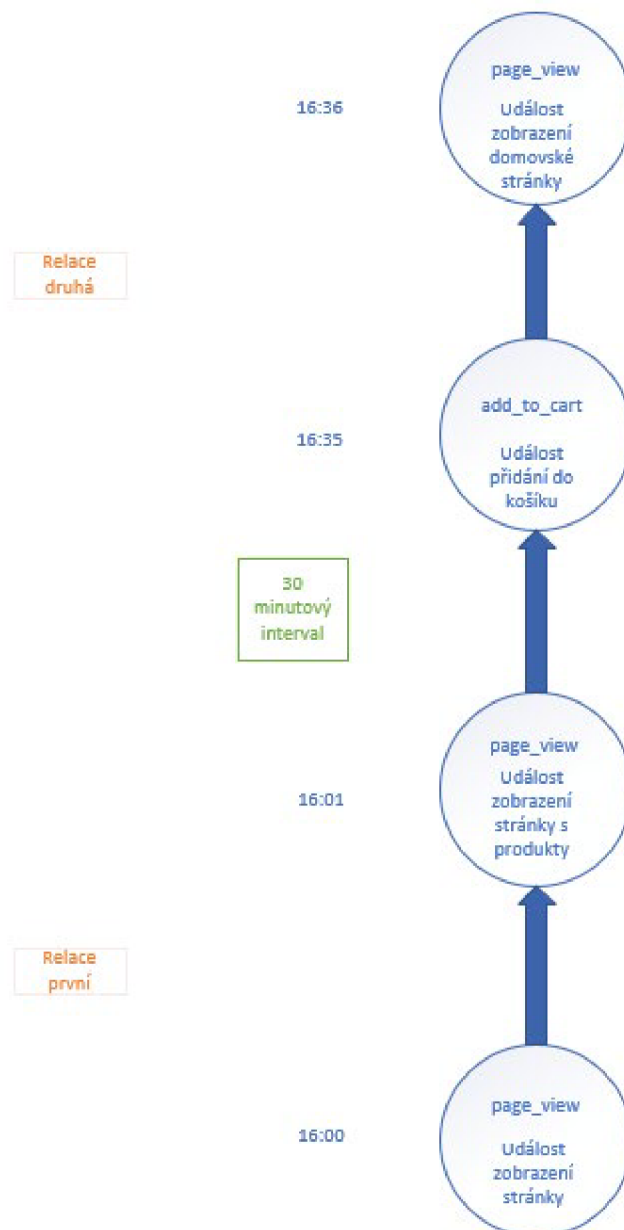 page_view
16:36
Událost
zobrazení
domovské
stránky
Relace
druhá
add_to_cart
16:35
Událost
přidání do
košíku
30
minutový
interval
page_view
16:01
Událost
zobrazení
stránky s
produkty
Relace
první
page_view
16:00
Událost
zobrazení
stránky